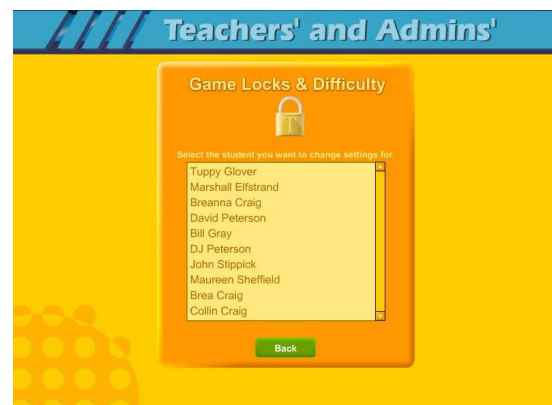 Teachers' and Admins'
Game Locks & Difficulty
T
Select the student you want to change settings for.
Tuppy Glover
Marshall Elfstrand
Breanna Craig
David Peterson
Bill Gray
DJ Peterson
John Stippick
Maureen Sheffield
Brea Craig
Collin Craig
Back